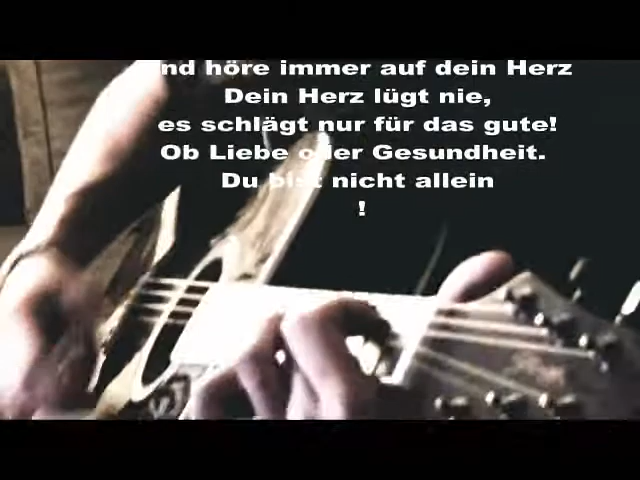 nd höre immer auf dein Herz
Dein Herz lügt nie,
es schlägt nur für das gute!
Ob Liebe oder Gesundheit.
Du bist nicht allein
!